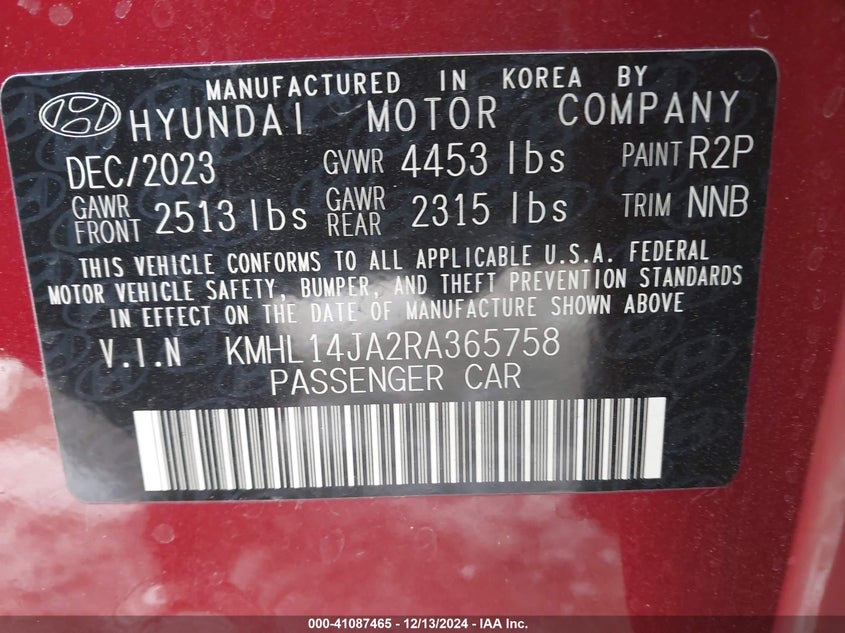 MANUFACTURED IN KOREA BY
HYUNDAI MOTOR COMPANY
DEC/2023 GVWR 4453 lbs PAINT R2P
GAWR FRONT 2513 lbs GAWR REAR 2315 lbs TRIM NNB
THIS VEHICLE CONFORMS TO ALL APPLICABLE U.S.A. FEDERAL
MOTOR VEHICLE SAFETY, BUMPER, AND THEFT PREVENTION STANDARDS
IN EFFECT ON THE DATE OF MANUFACTURE SHOWN ABOVE
V.I.N KMHL14JA2RA365758
PASSENGER CAR
000-41087465 - 12/13/2024 - IAA Inc.